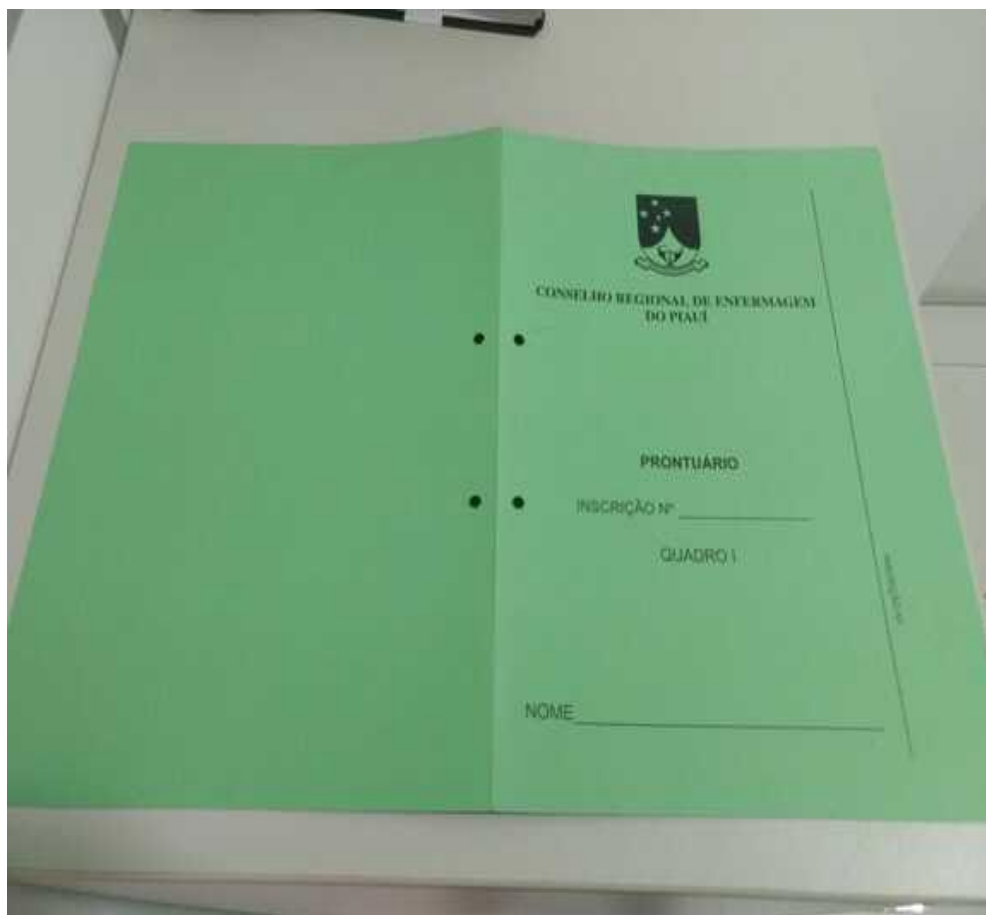 CONSELHO REGIONAL DE ENFERMAGEM
DO PIAUÍ
PRONTUÁRIO
INSCRIÇÃO Nº
QUADRO I
NOME